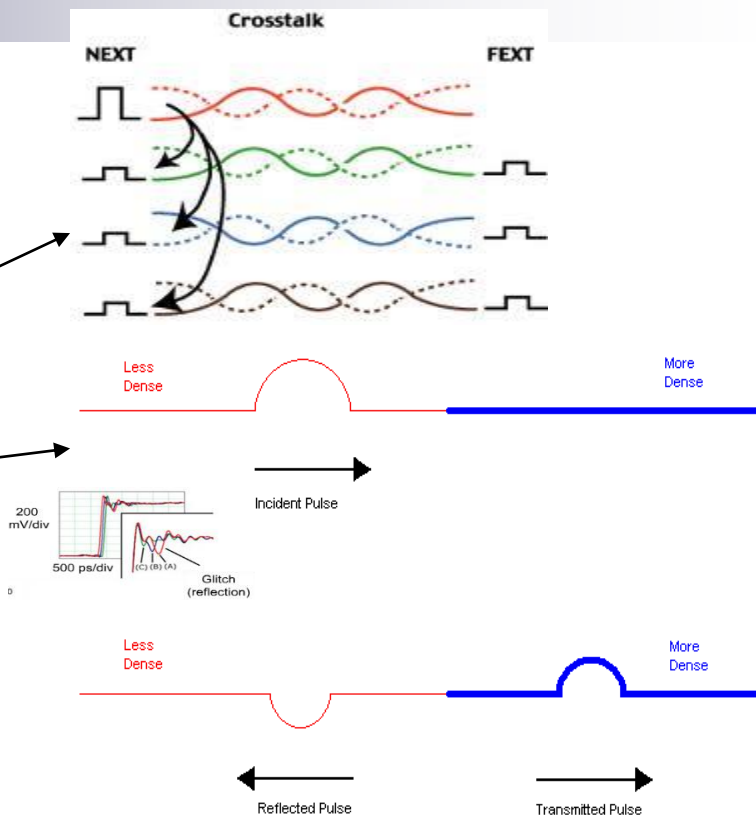 Crosstalk
NEXT
FEXT
Less
Dense
More
Dense
Incident Pulse
200
mV/div
500 ps/div
(C) (B) (A)
Glitch
(reflection)
Less
Dense
More
Dense
Reflected Pulse
Transmitted Pulse